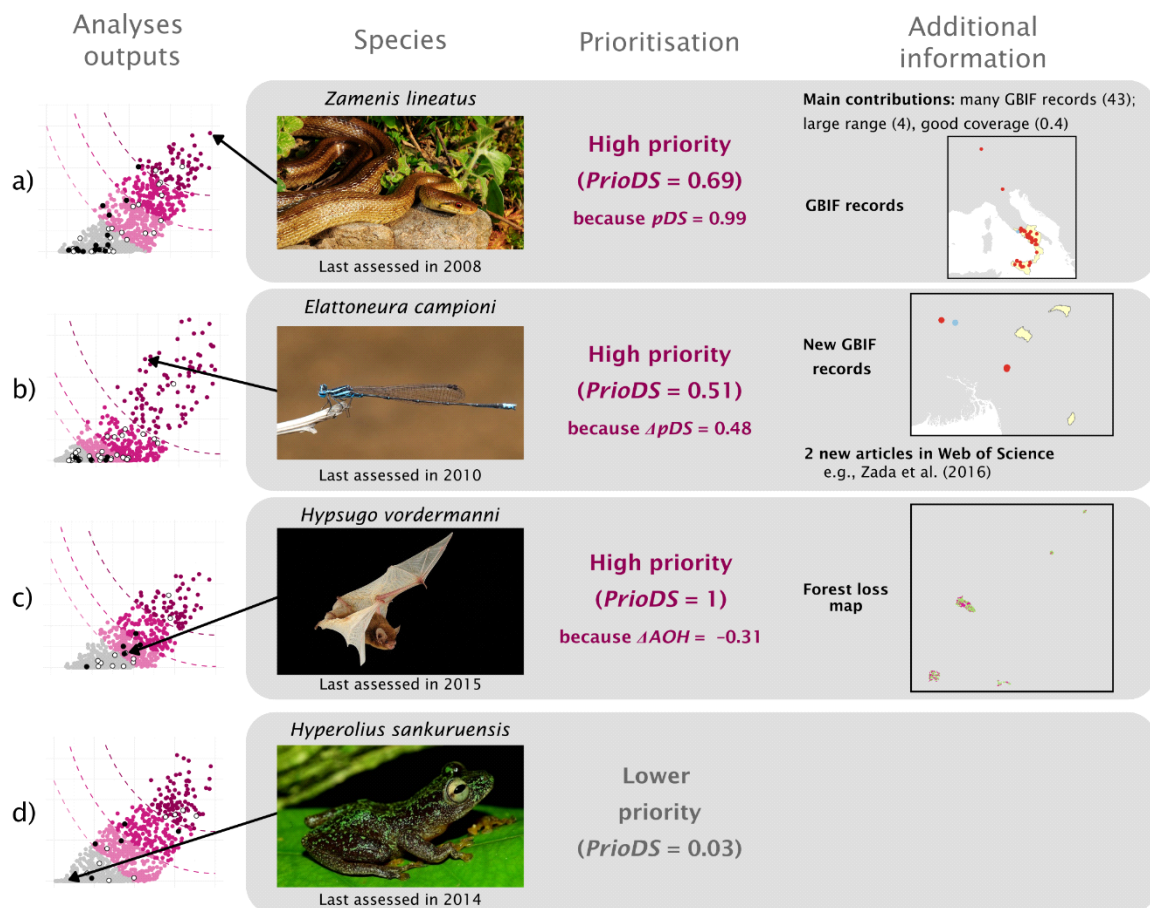 Analyses
outputs
Species
Prioritisation
Additional
information
a)
Zamenis lineatus
Last assessed in 2008
High priority
(PrioDS = 0.69)
because pDS = 0.99
Main contributions: many GBIF records (43);
large range (4), good coverage (0.4)
GBIF records
b)
Elattoneura campioni
Last assessed in 2010
High priority
(PrioDS = 0.51)
because ΔpDS = 0.48
New GBIF
records
2 new articles in Web of Science
e.g., Zada et al. (2016)
c)
Hypsugo vordermanni
Last assessed in 2015
High priority
(PrioDS = 1)
because ΔAOH = –0.31
Forest loss
map
d)
Hyperolius sankuruensis
Last assessed in 2014
Lower
priority
(PrioDS = 0.03)